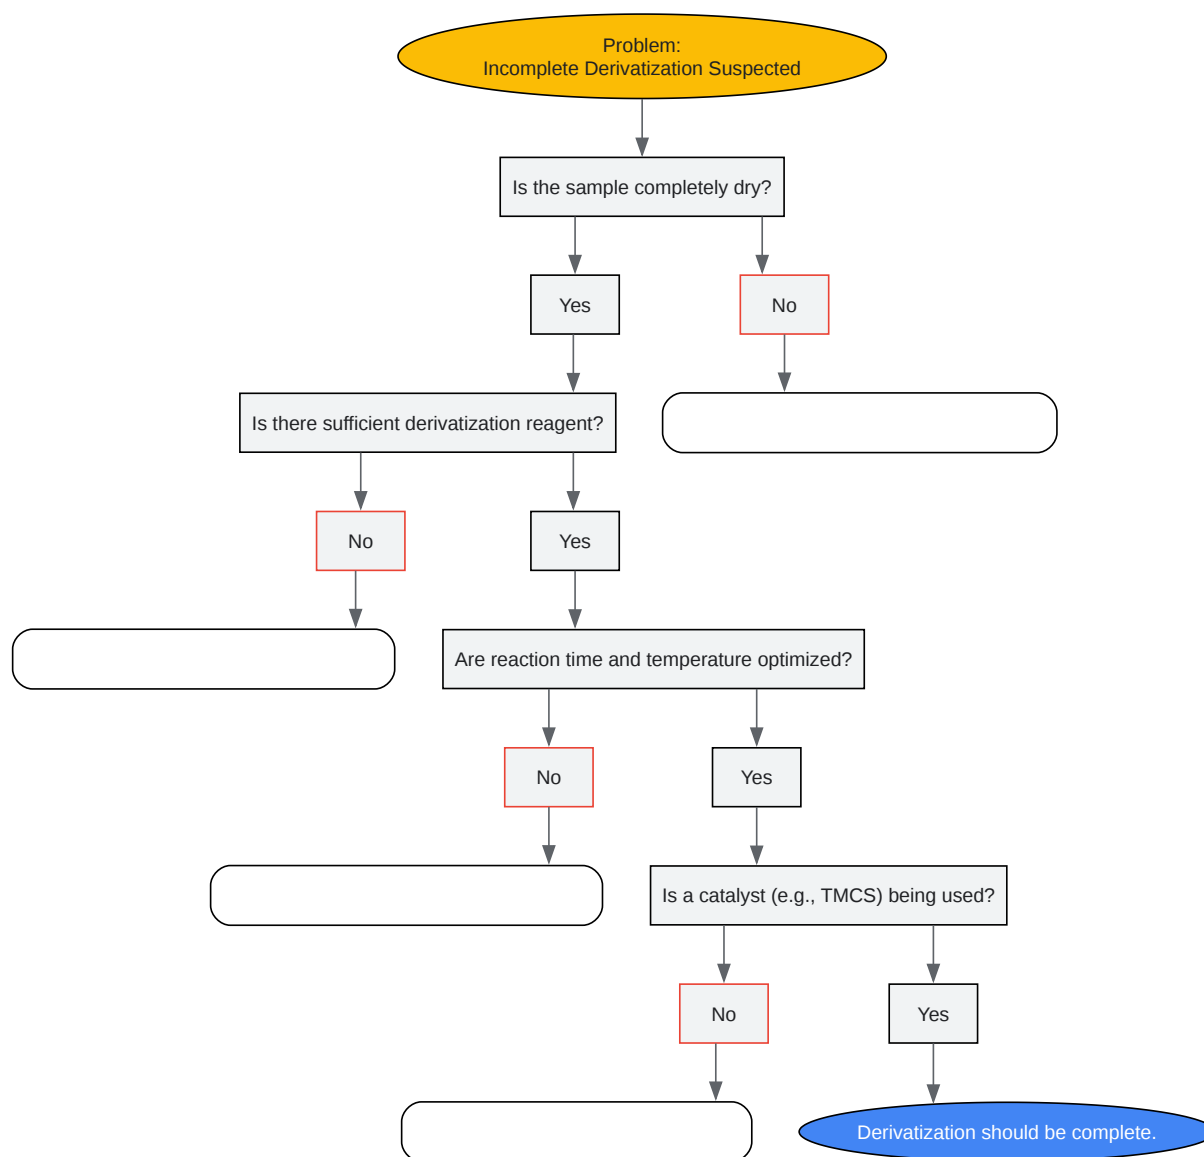 Problem:
Incomplete Derivatization Suspected
Is the sample completely dry?
Yes
No
Is there sufficient derivatization reagent?
No
Yes
Are reaction time and temperature optimized?
No
Yes
Is a catalyst (e.g., TMCS) being used?
No
Yes
Derivatization should be complete.